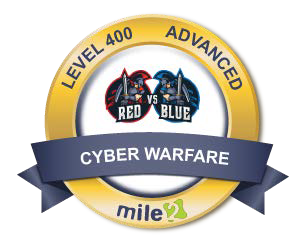 LEVEL 400 ADVANCED
RED VS BLUE
CYBER WARFARE
mile2